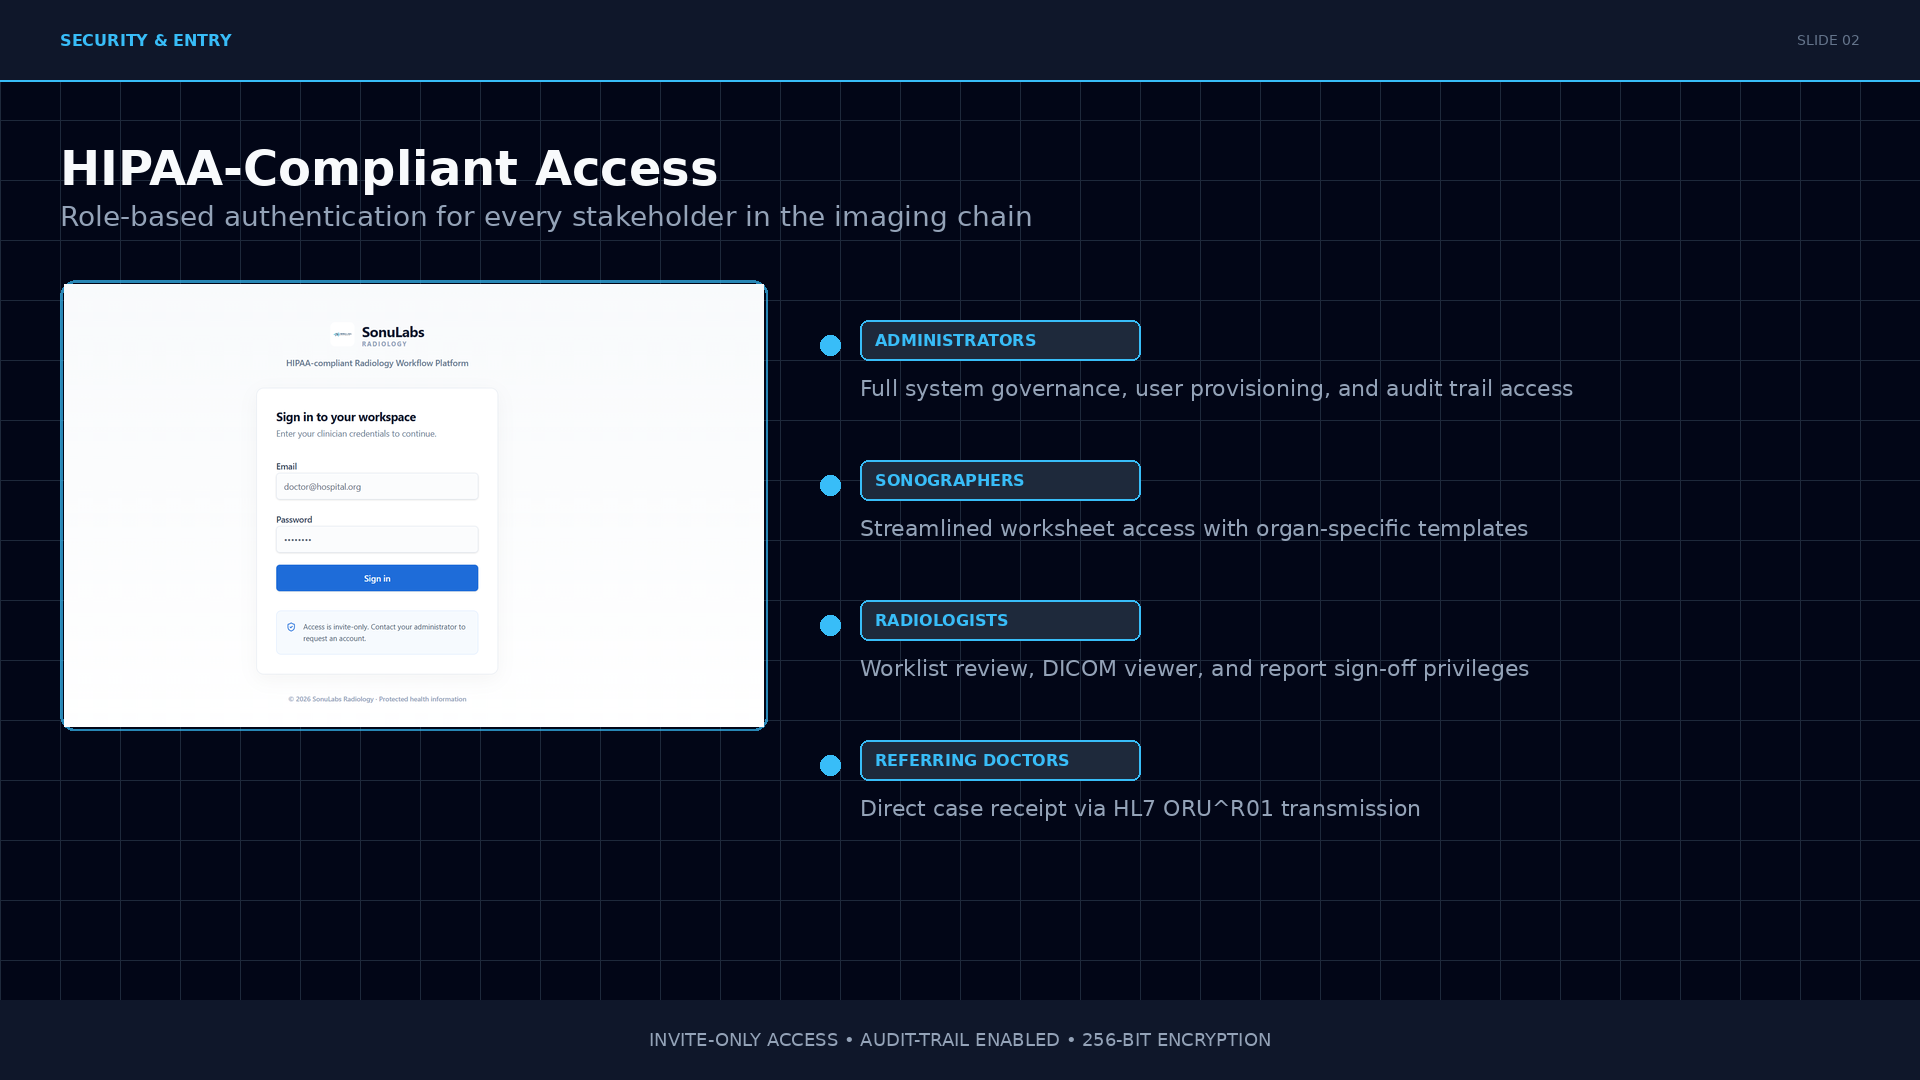 SECURITY & ENTRY
SLIDE 02
HIPAA-Compliant Access
Role-based authentication for every stakeholder in the imaging chain
SonuLabs
RADIOLOGY
HIPAA-compliant Radiology Workflow Platform
Sign in to your workspace
Enter your clinician credentials to continue.
Email
doctor@hospital.org
Password
••••••••
Sign in
Access is invite-only. Contact your administrator to
request an account.
© 2026 SonuLabs Radiology · Protected health information
ADMINISTRATORS
Full system governance, user provisioning, and audit trail access
SONOGRAPHERS
Streamlined worksheet access with organ-specific templates
RADIOLOGISTS
Worklist review, DICOM viewer, and report sign-off privileges
REFERRING DOCTORS
Direct case receipt via HL7 ORU^R01 transmission
INVITE-ONLY ACCESS • AUDIT-TRAIL ENABLED • 256-BIT ENCRYPTION